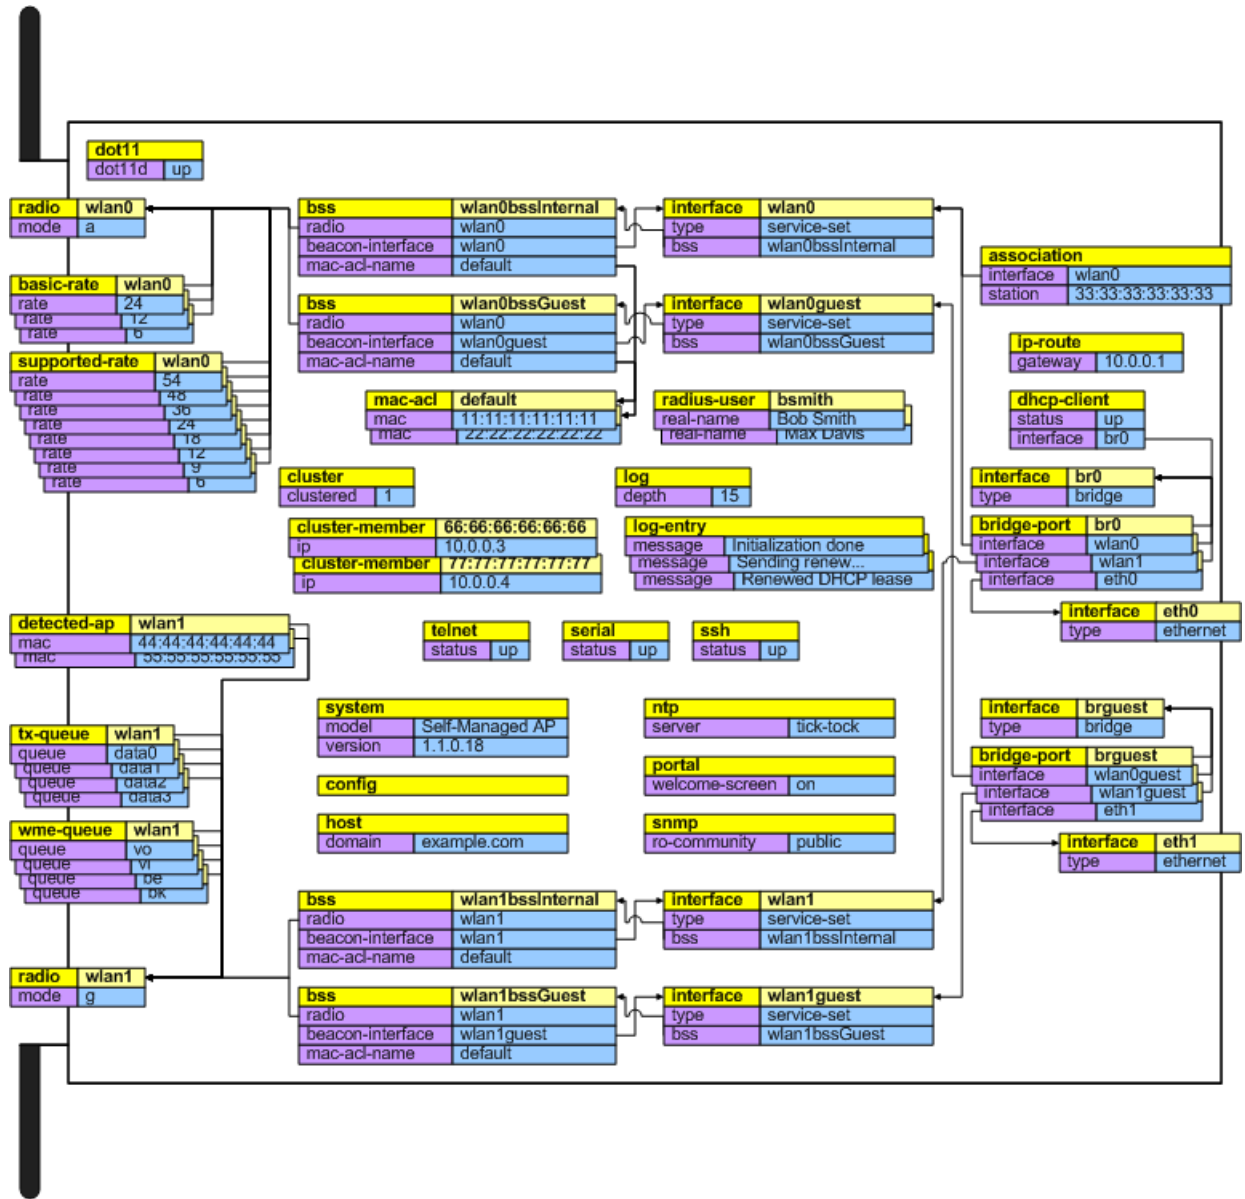 dot11
dot11d up
radio wlan0
mode a
basic-rate wlan0
rate 24
rate 12
rate 6
supported-rate wlan0
rate 54
rate 48
rate 36
rate 24
rate 18
rate 12
rate 9
rate 6
bss wlan0bssInternal
radio wlan0
beacon-interface wlan0
mac-acl-name default
bss wlan0bssGuest
radio wlan0
beacon-interface wlan0guest
mac-acl-name default
interface wlan0
type service-set
bss wlan0bssInternal
interface wlan0guest
type service-set
bss wlan0bssGuest
association
interface wlan0
station 33:33:33:33:33:33
ip-route
gateway 10.0.0.1
mac-acl default
mac 11:11:11:11:11:11
mac 22:22:22:22:22:22
radius-user bsmith
real-name Bob Smith
real-name Max Davis
dhcp-client
status up
interface br0
cluster
clustered 1
log
depth 15
interface br0
type bridge
cluster-member 66:66:66:66:66:66
ip 10.0.0.3
cluster-member 77:77:77:77:77:77
ip 10.0.0.4
log-entry
message Initialization done
message Sending renew...
message Renewed DHCP lease
bridge-port br0
interface wlan0
interface wlan1
interface eth0
interface eth0
type ethernet
detected-ap wlan1
mac 44:44:44:44:44:44
mac 55:55:55:55:55:55
telnet
status up
serial
status up
ssh
status up
system
model Self-Managed AP
version 1.1.0.18
ntp
server tick-tock
interface brguest
type bridge
tx-queue wlan1
queue data0
queue data1
queue data2
queue data3
config
portal
welcome-screen on
bridge-port brguest
interface wlan0guest
interface wlan1guest
interface eth1
wme-queue wlan1
queue vo
queue vi
queue be
queue bk
host
domain example.com
snmp
ro-community public
interface eth1
type ethernet
bss wlan1bssInternal
radio wlan1
beacon-interface wlan1
mac-acl-name default
interface wlan1
type service-set
bss wlan1bssInternal
radio wlan1
mode g
bss wlan1bssGuest
radio wlan1
beacon-interface wlan1guest
mac-acl-name default
interface wlan1guest
type service-set
bss wlan1bssGuest